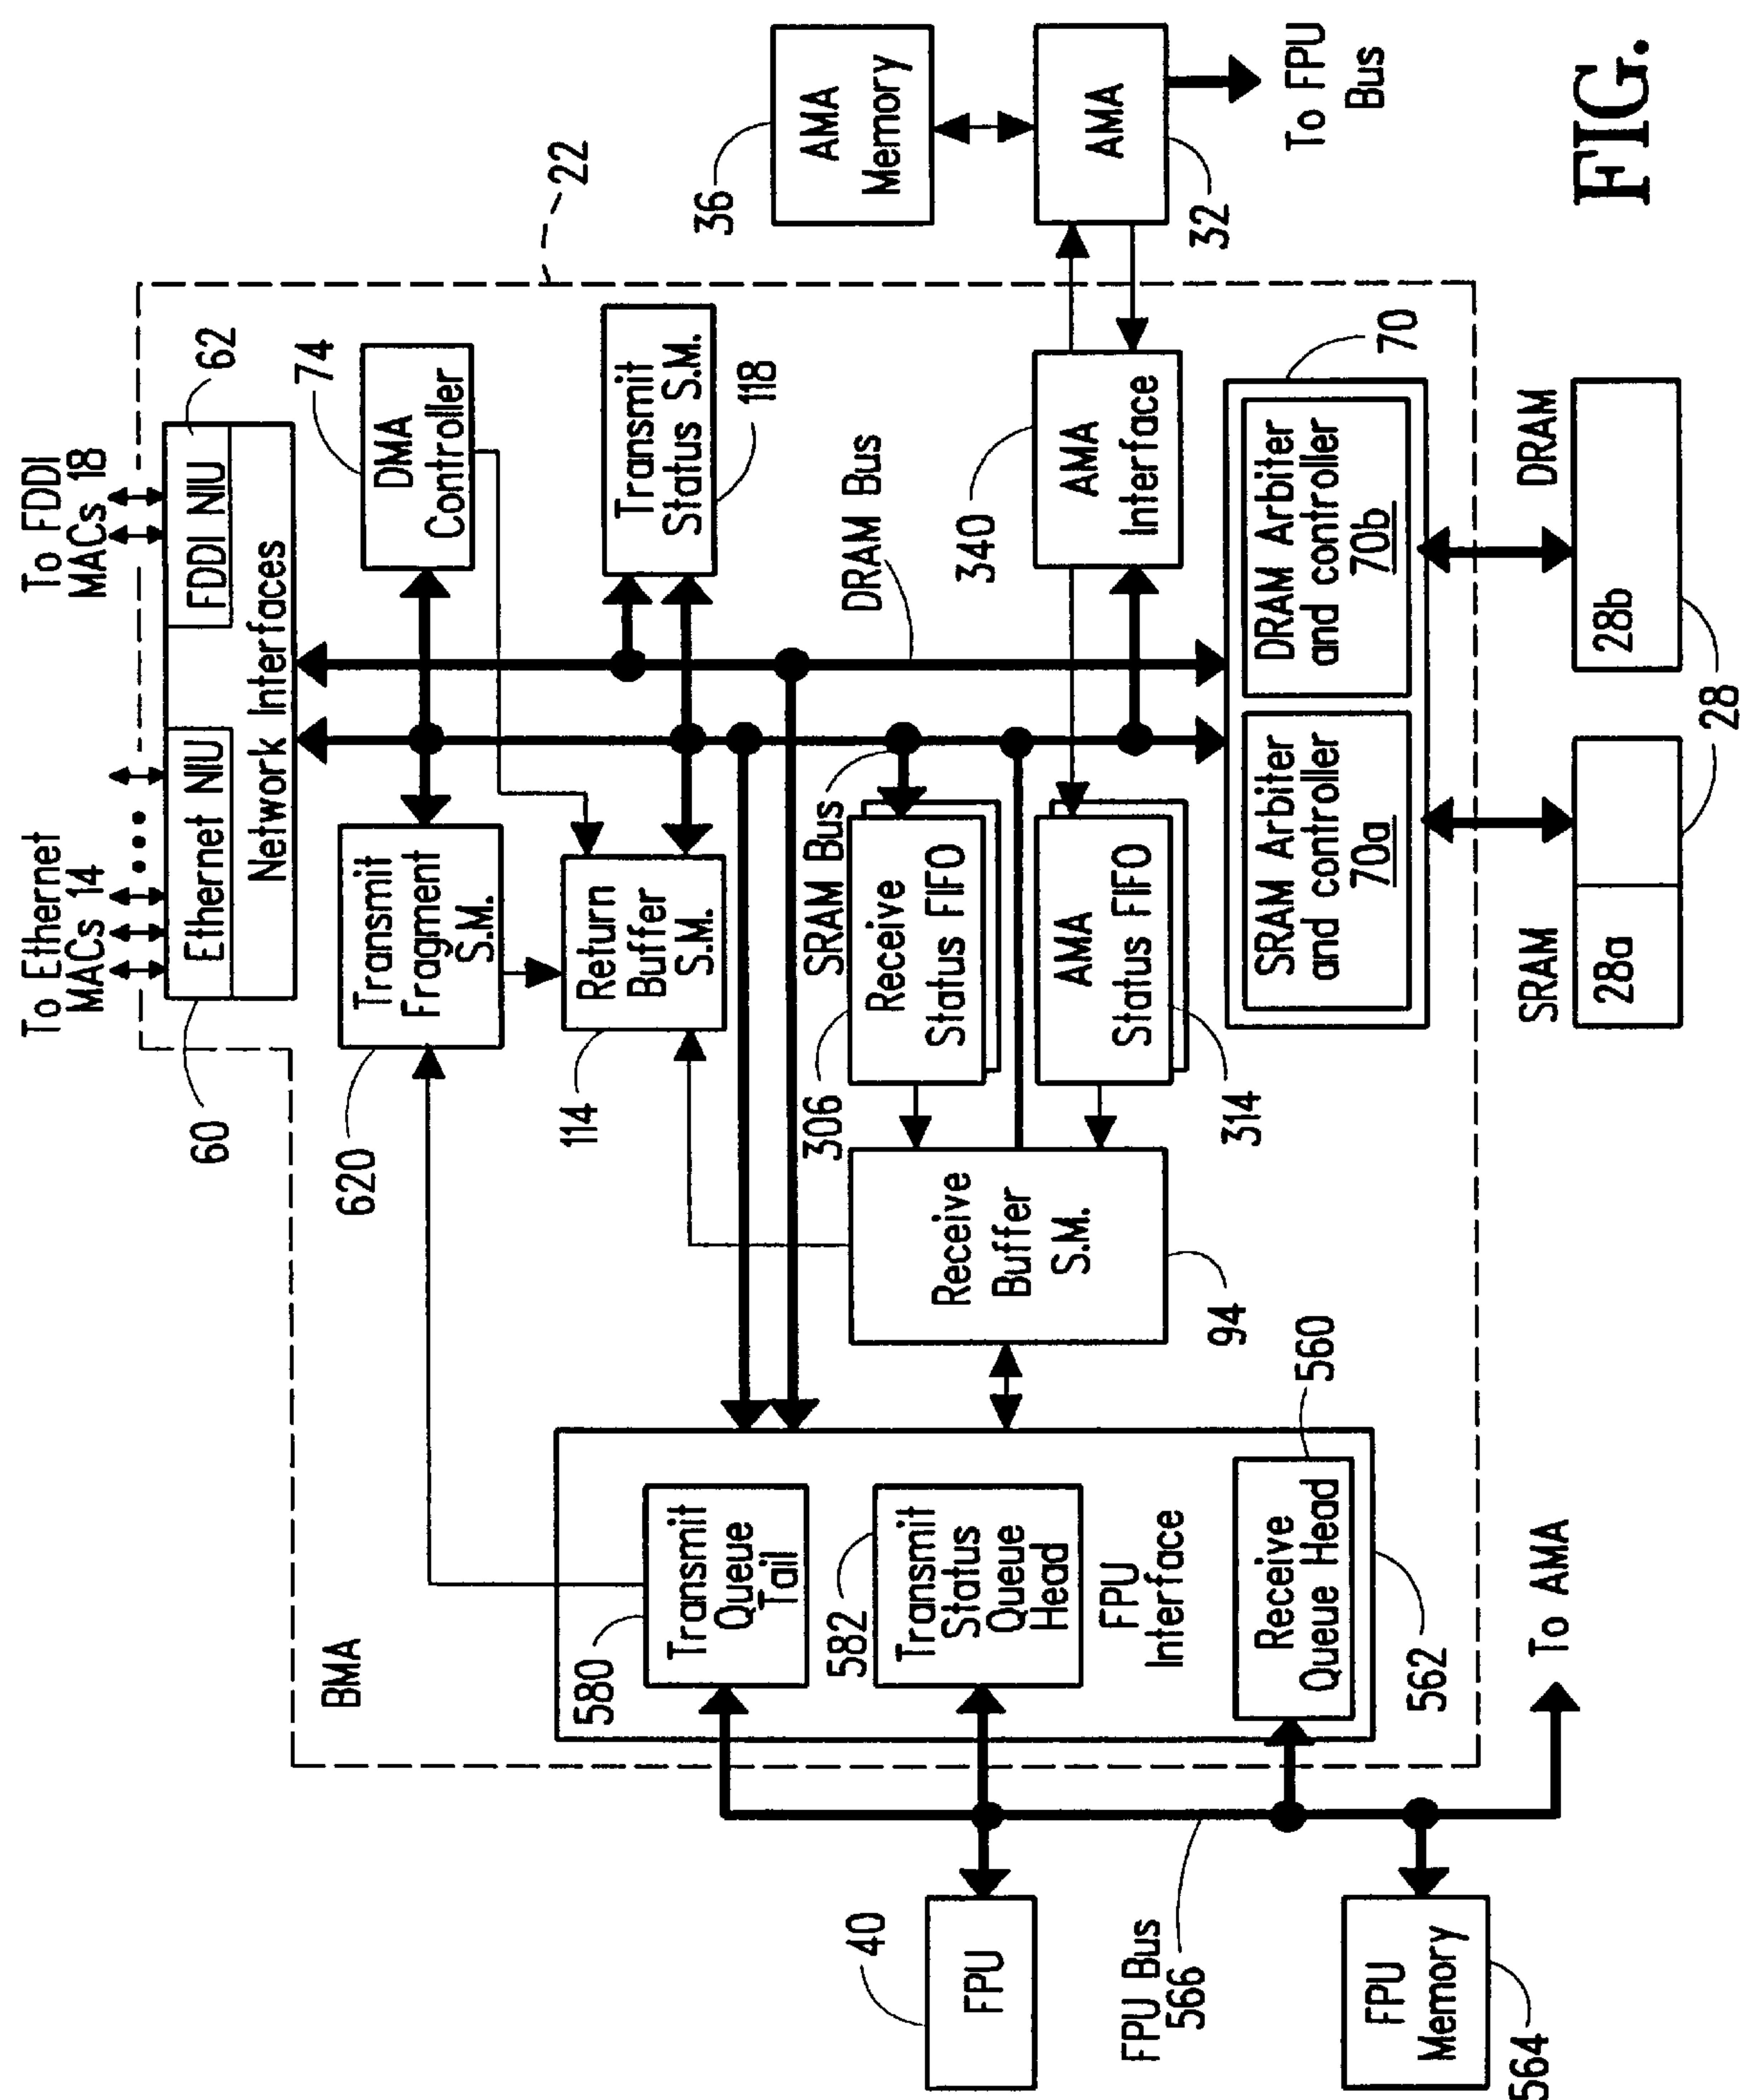 To Ethernet
MACs 14
To FDDI
MACs 18
60
Ethernet NIU
FDDI NIU
62
Network Interfaces
22
BMA
620
Transmit
Fragment
S.M.
74
DMA
Controller
114
Return
Buffer
S.M.
Transmit
Status S.M.
118
580
Transmit
Queue
Tail
582
Transmit
Status
Queue
Head
FPU
Interface
560
Receive
Queue Head
562
Receive
Buffer
S.M.
94
SRAM Bus
DRAM Bus
306
Receive
Status FIFO
AMA
Status FIFO
314
340
AMA
Interface
36
AMA
Memory
AMA
32
To FPU
Bus
70
SRAM Arbiter
and controller
70a
DRAM Arbiter
and controller
70b
SRAM
28a
DRAM
28b
28
40
FPU
FPU Bus
566
FPU
Memory
564
To AMA
FIG.